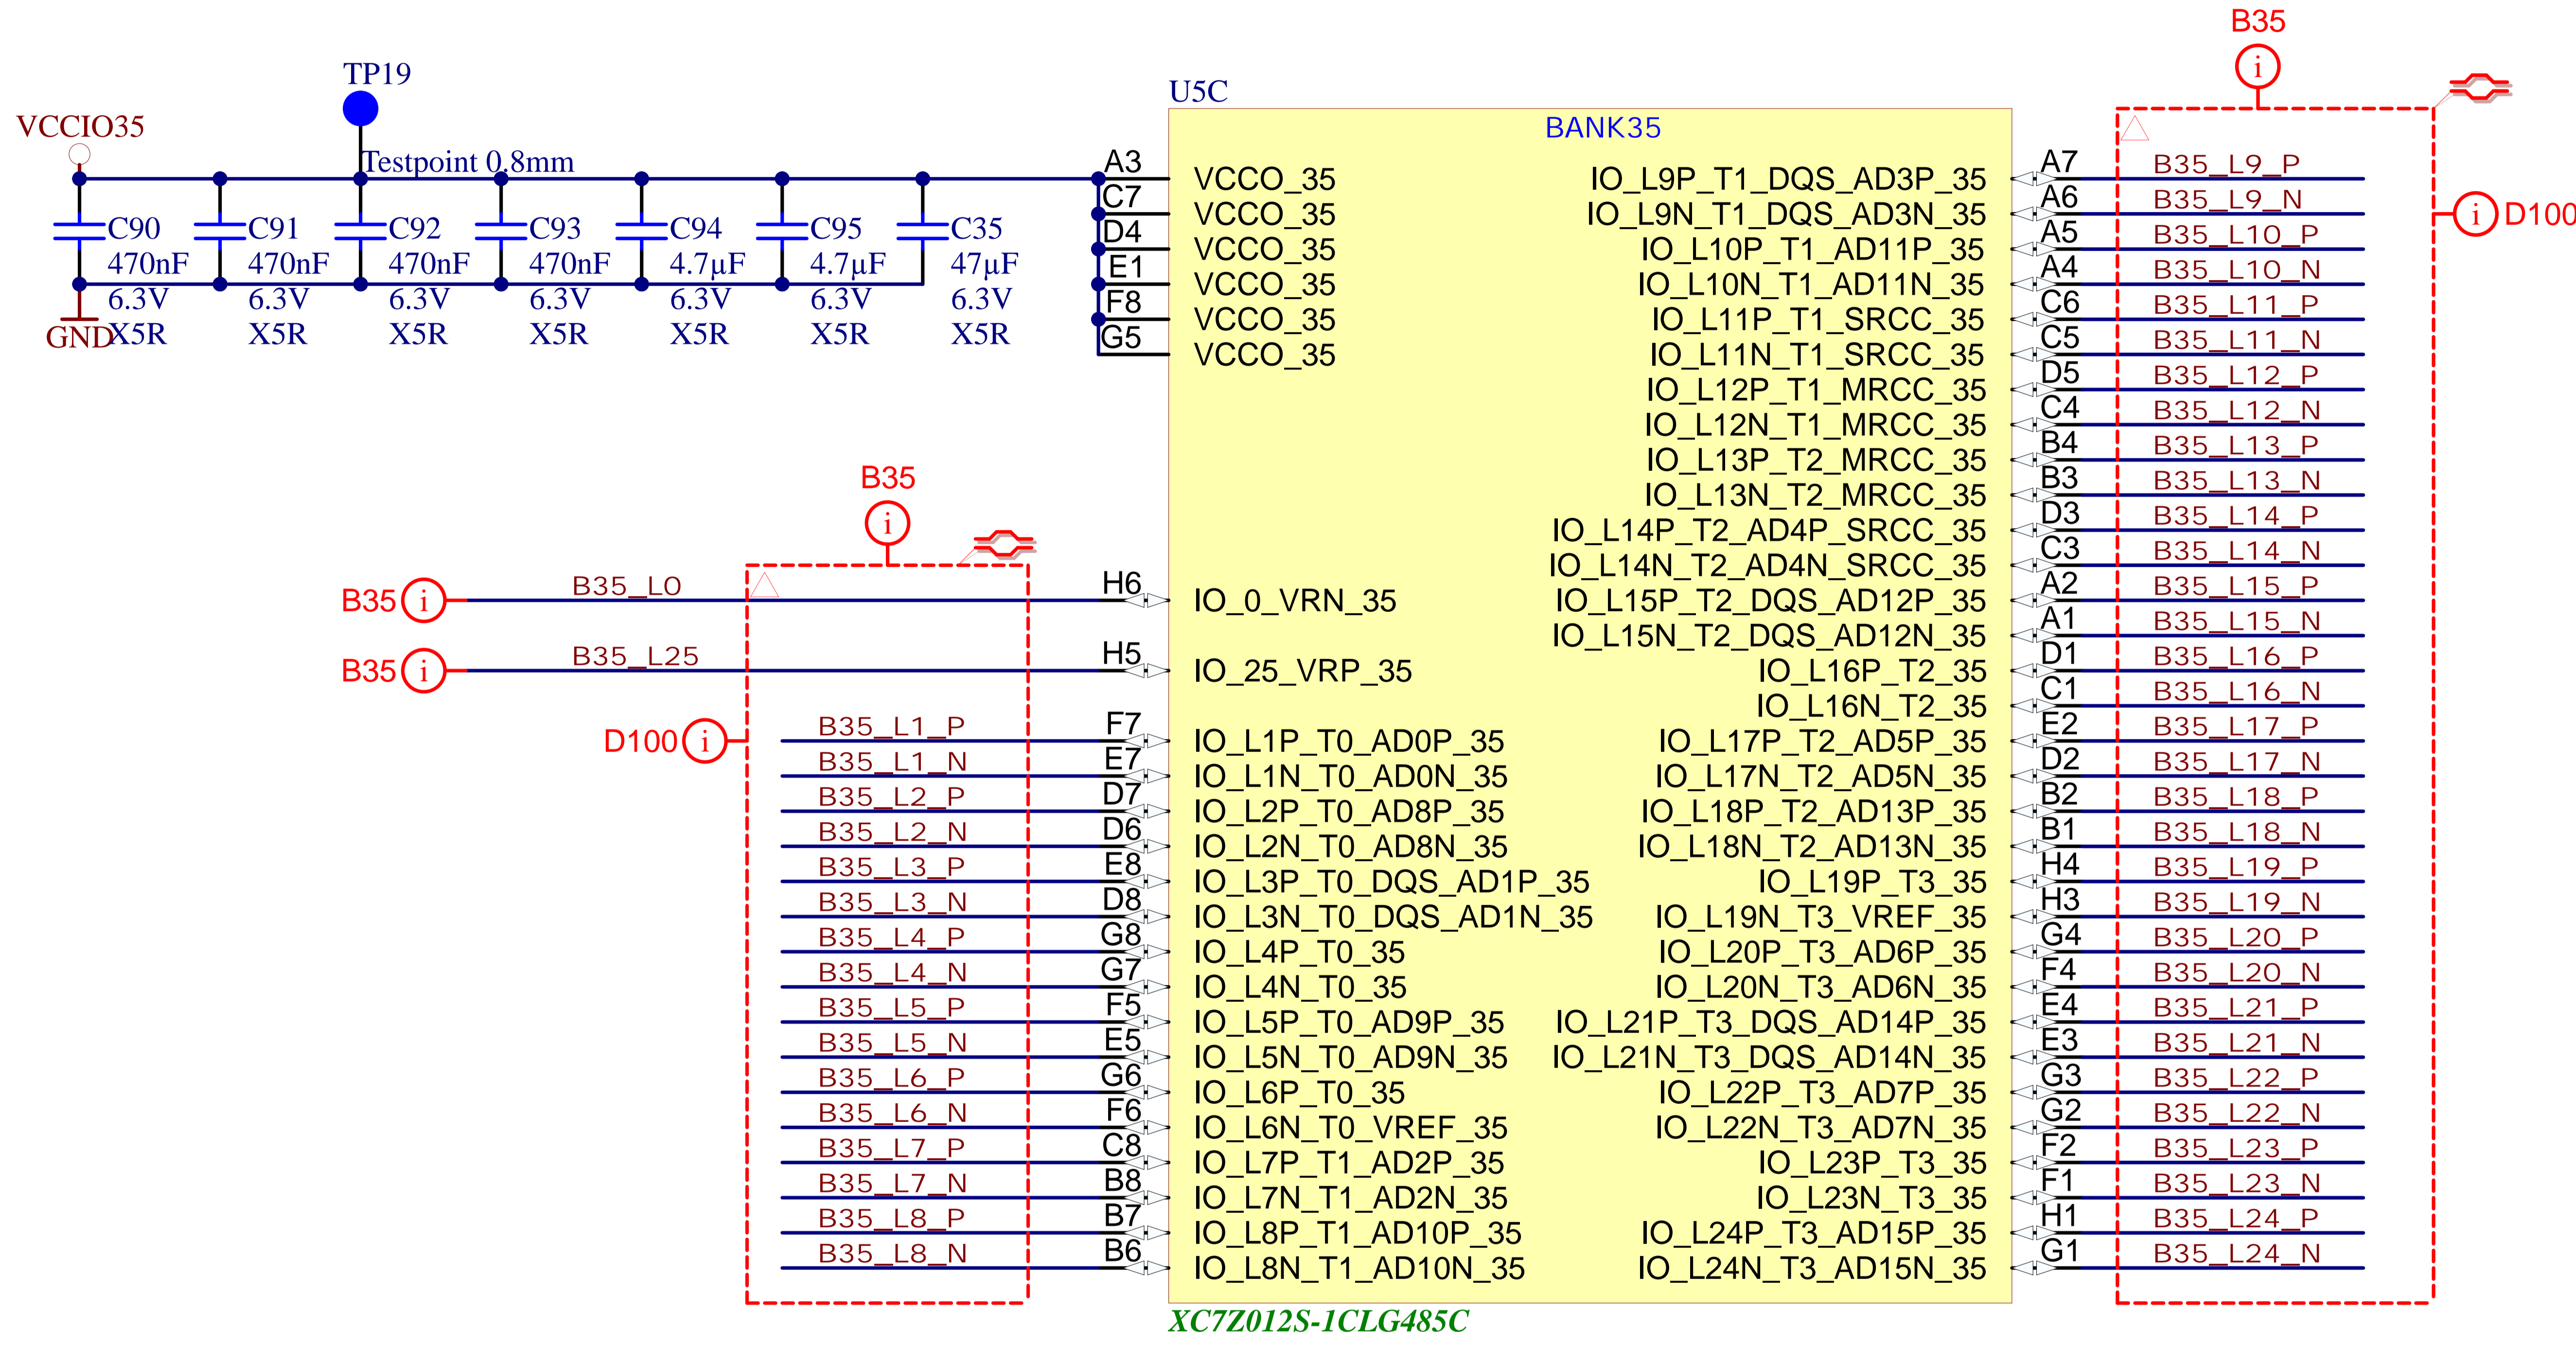 B35
i
TP19
U5C
VCCIO35
BANK35
Testpoint 0.8mm
C90
470nF
6.3V
X5R
C91
470nF
6.3V
X5R
C92
470nF
6.3V
X5R
C93
470nF
6.3V
X5R
C94
4.7µF
6.3V
X5R
C95
4.7µF
6.3V
X5R
C35
47µF
6.3V
X5R
GND
A3 VCCO_35
C7 VCCO_35
D4 VCCO_35
E1 VCCO_35
F8 VCCO_35
G5 VCCO_35
B35
i
B35 i B35_L0 H6 IO_0_VRN_35
B35 i B35_L25 H5 IO_25_VRP_35
D100 i
B35_L1_P F7 IO_L1P_T0_AD0P_35
B35_L1_N E7 IO_L1N_T0_AD0N_35
B35_L2_P D7 IO_L2P_T0_AD8P_35
B35_L2_N D6 IO_L2N_T0_AD8N_35
B35_L3_P E8 IO_L3P_T0_DQS_AD1P_35
B35_L3_N D8 IO_L3N_T0_DQS_AD1N_35
B35_L4_P G8 IO_L4P_T0_35
B35_L4_N G7 IO_L4N_T0_35
B35_L5_P F5 IO_L5P_T0_AD9P_35
B35_L5_N E5 IO_L5N_T0_AD9N_35
B35_L6_P G6 IO_L6P_T0_35
B35_L6_N F6 IO_L6N_T0_VREF_35
B35_L7_P C8 IO_L7P_T1_AD2P_35
B35_L7_N B8 IO_L7N_T1_AD2N_35
B35_L8_P B7 IO_L8P_T1_AD10P_35
B35_L8_N B6 IO_L8N_T1_AD10N_35
IO_L9P_T1_DQS_AD3P_35 A7 B35_L9_P
IO_L9N_T1_DQS_AD3N_35 A6 B35_L9_N
i D100
IO_L10P_T1_AD11P_35 A5 B35_L10_P
IO_L10N_T1_AD11N_35 A4 B35_L10_N
IO_L11P_T1_SRCC_35 C6 B35_L11_P
IO_L11N_T1_SRCC_35 C5 B35_L11_N
IO_L12P_T1_MRCC_35 D5 B35_L12_P
IO_L12N_T1_MRCC_35 C4 B35_L12_N
IO_L13P_T2_MRCC_35 B4 B35_L13_P
IO_L13N_T2_MRCC_35 B3 B35_L13_N
IO_L14P_T2_AD4P_SRCC_35 D3 B35_L14_P
IO_L14N_T2_AD4N_SRCC_35 C3 B35_L14_N
IO_L15P_T2_DQS_AD12P_35 A2 B35_L15_P
IO_L15N_T2_DQS_AD12N_35 A1 B35_L15_N
IO_L16P_T2_35 D1 B35_L16_P
IO_L16N_T2_35 C1 B35_L16_N
IO_L17P_T2_AD5P_35 E2 B35_L17_P
IO_L17N_T2_AD5N_35 D2 B35_L17_N
IO_L18P_T2_AD13P_35 B2 B35_L18_P
IO_L18N_T2_AD13N_35 B1 B35_L18_N
IO_L19P_T3_35 H4 B35_L19_P
IO_L19N_T3_VREF_35 H3 B35_L19_N
IO_L20P_T3_AD6P_35 G4 B35_L20_P
IO_L20N_T3_AD6N_35 F4 B35_L20_N
IO_L21P_T3_DQS_AD14P_35 E4 B35_L21_P
IO_L21N_T3_DQS_AD14N_35 E3 B35_L21_N
IO_L22P_T3_AD7P_35 G3 B35_L22_P
IO_L22N_T3_AD7N_35 G2 B35_L22_N
IO_L23P_T3_35 F2 B35_L23_P
IO_L23N_T3_35 F1 B35_L23_N
IO_L24P_T3_AD15P_35 H1 B35_L24_P
IO_L24N_T3_AD15N_35 G1 B35_L24_N
XC7Z012S-1CLG485C